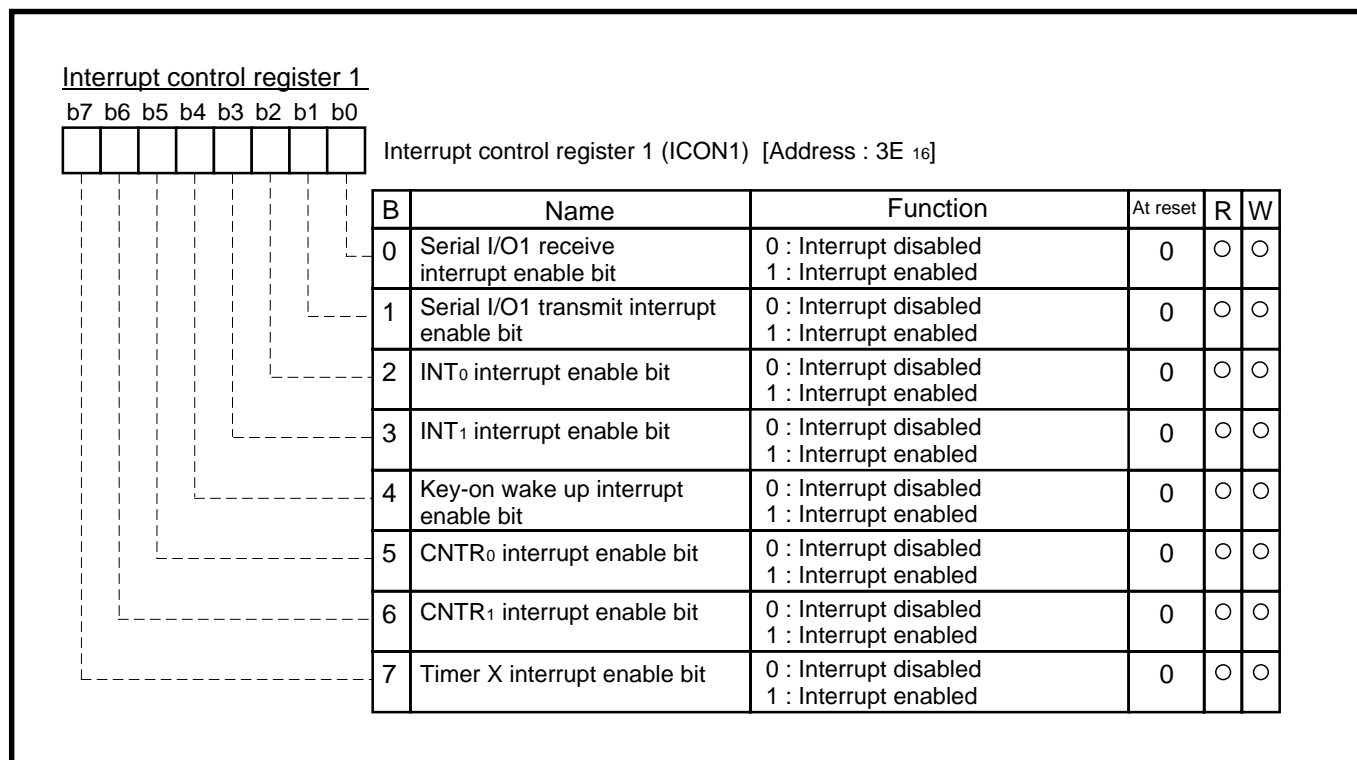 Interrupt control register 1
b7 b6 b5 b4 b3 b2 b1 b0
Interrupt control register 1 (ICON1) [Address : 3E 16]
B Name Function At reset R W
0 Serial I/O1 receive 0 : Interrupt disabled 0 ○ ○
interrupt enable bit 1 : Interrupt enabled
1 Serial I/O1 transmit interrupt 0 : Interrupt disabled 0 ○ ○
enable bit 1 : Interrupt enabled
2 INT0 interrupt enable bit 0 : Interrupt disabled 0 ○ ○
1 : Interrupt enabled
3 INT1 interrupt enable bit 0 : Interrupt disabled 0 ○ ○
1 : Interrupt enabled
4 Key-on wake up interrupt 0 : Interrupt disabled 0 ○ ○
enable bit 1 : Interrupt enabled
5 CNTR0 interrupt enable bit 0 : Interrupt disabled 0 ○ ○
1 : Interrupt enabled
6 CNTR1 interrupt enable bit 0 : Interrupt disabled 0 ○ ○
1 : Interrupt enabled
7 Timer X interrupt enable bit 0 : Interrupt disabled 0 ○ ○
1 : Interrupt enabled